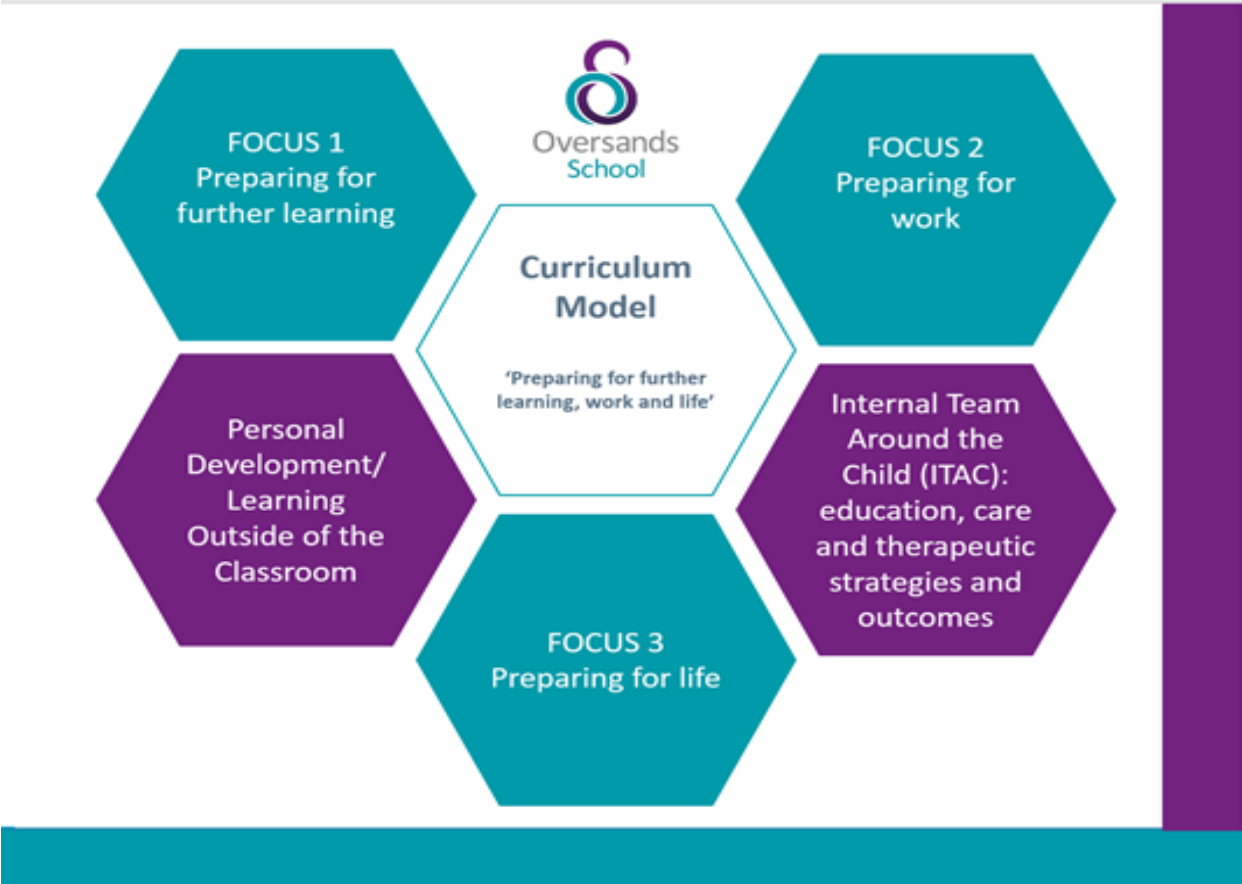 Oversands
School
FOCUS 1
Preparing for
further learning
FOCUS 2
Preparing for
work
Curriculum
Model
‘Preparing for further
learning, work and life’
Personal
Development/
Learning
Outside of the
Classroom
Internal Team
Around the
Child (ITAC):
education, care
and therapeutic
strategies and
outcomes
FOCUS 3
Preparing for life